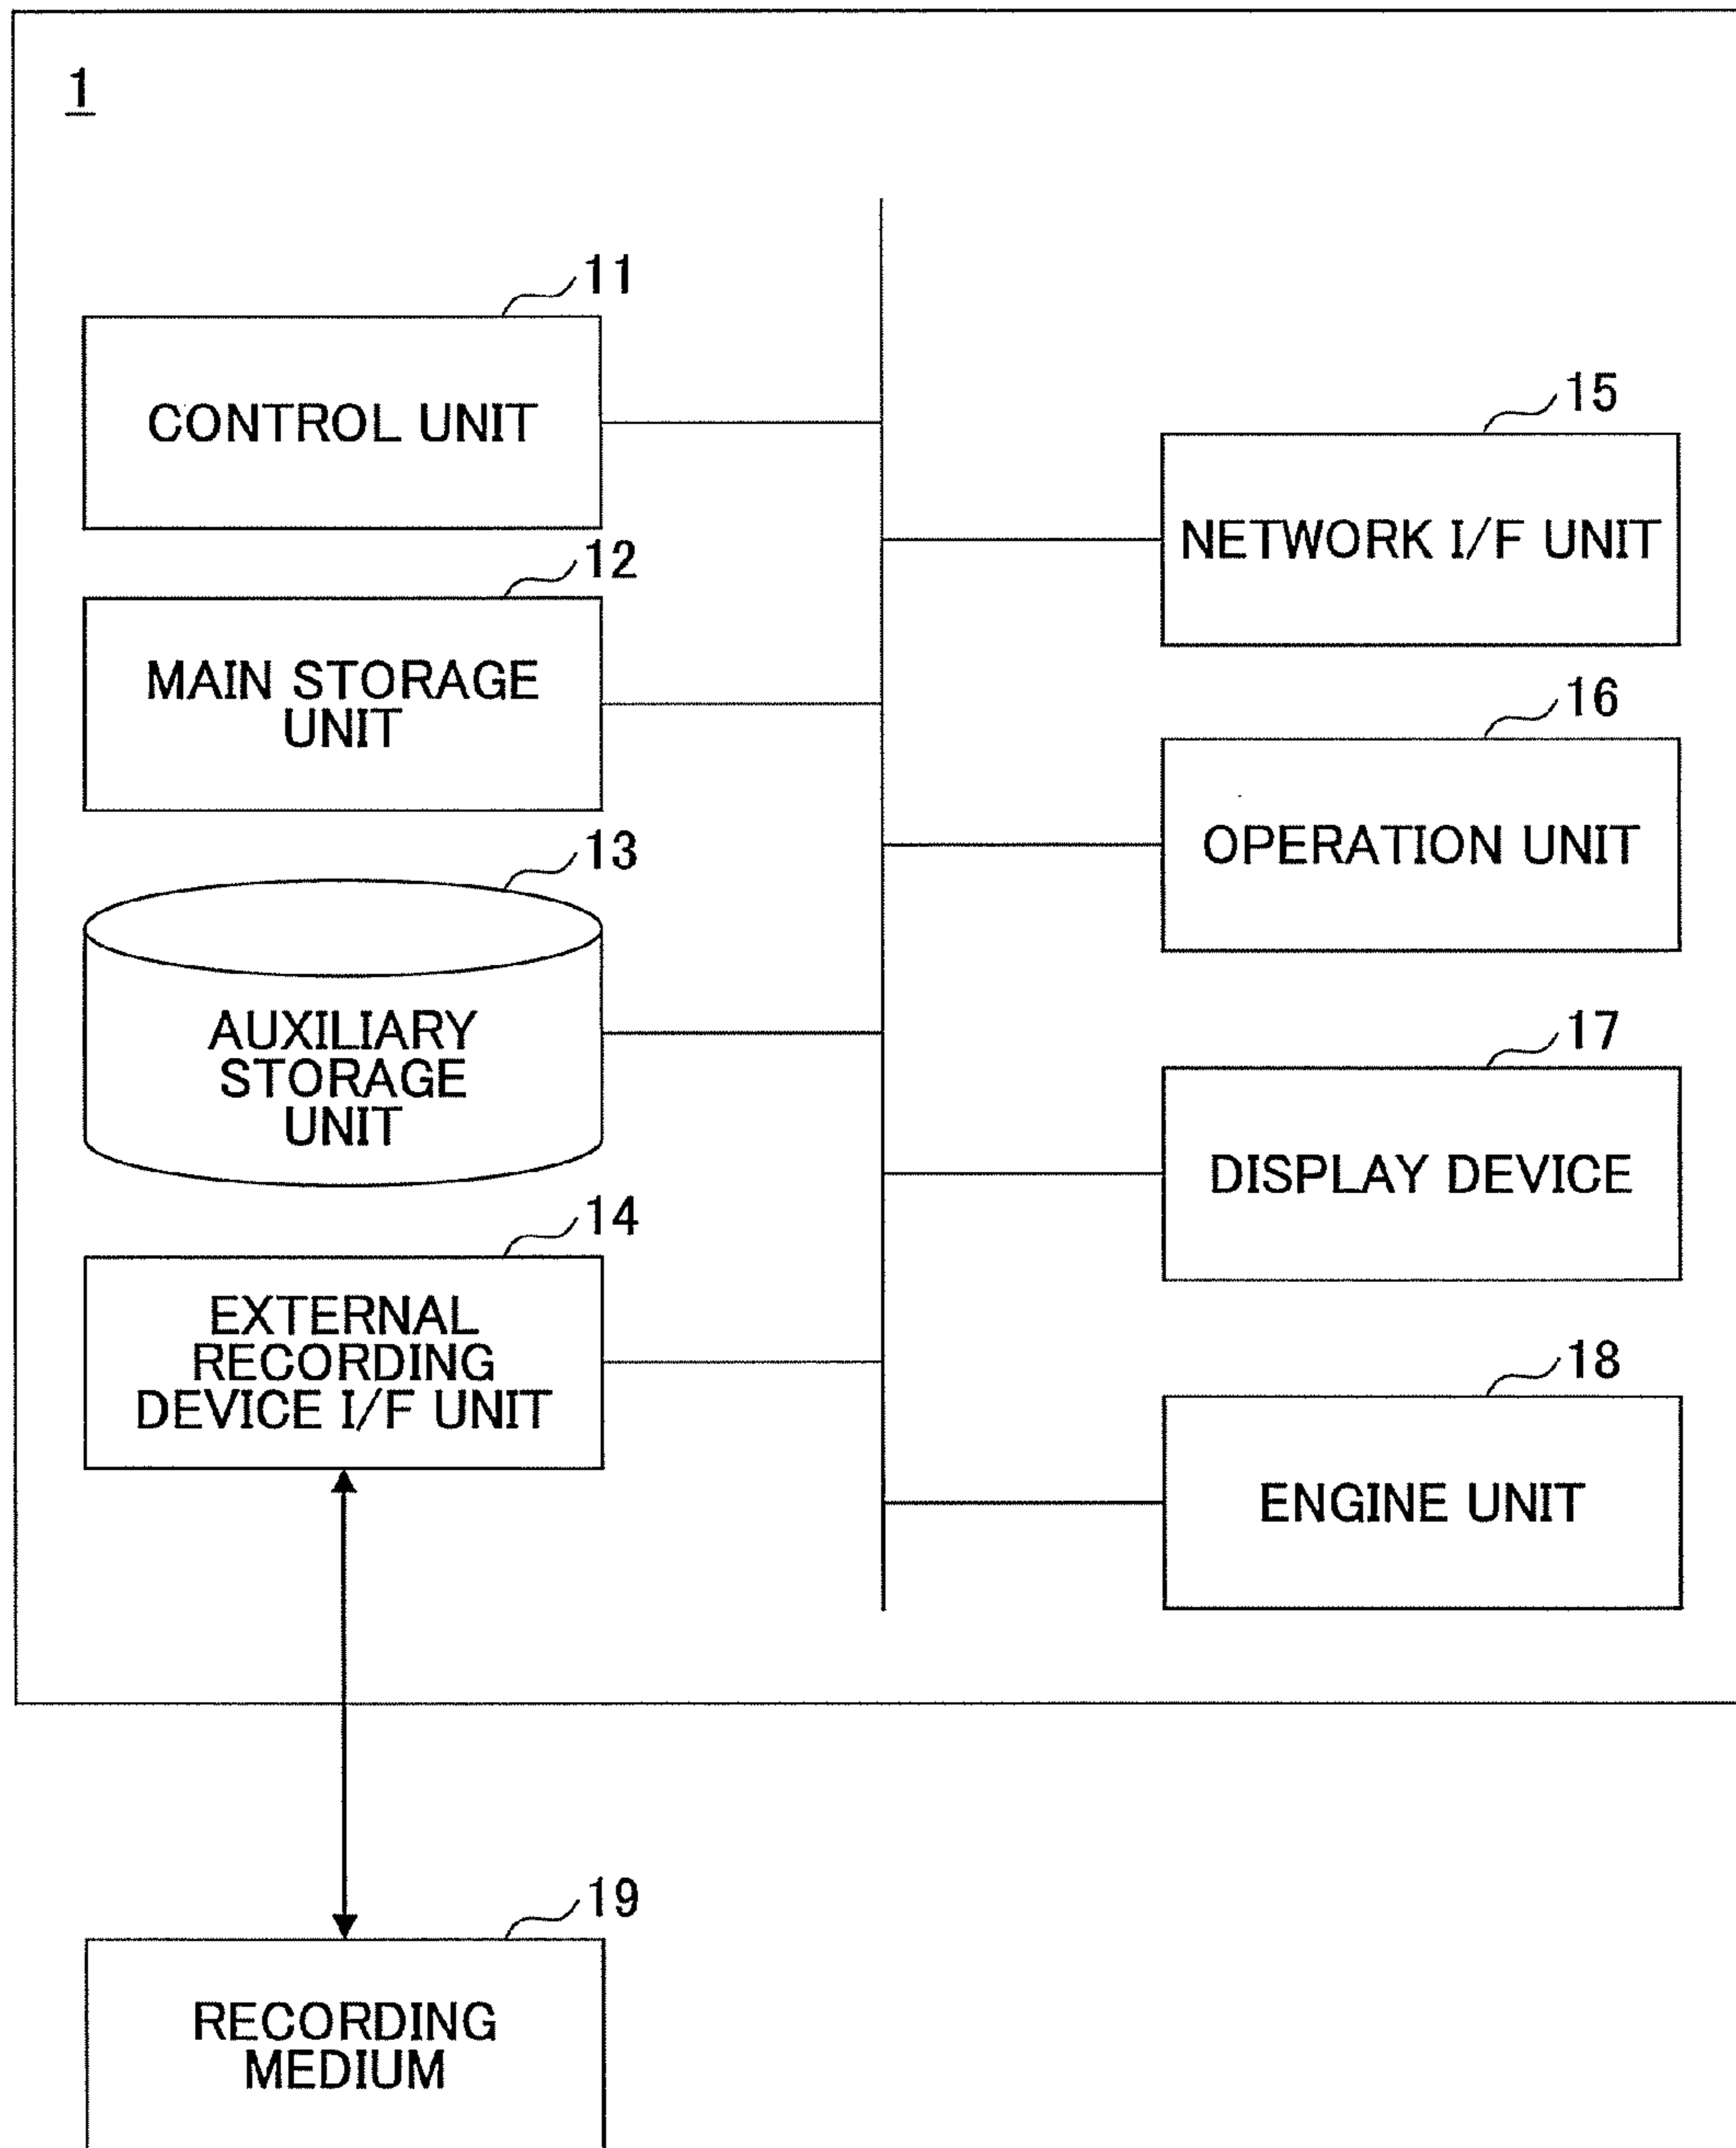 1
11
CONTROL UNIT
12
MAIN STORAGE
UNIT
13
AUXILIARY
STORAGE
UNIT
14
EXTERNAL
RECORDING
DEVICE I/F UNIT
15
NETWORK I/F UNIT
16
OPERATION UNIT
17
DISPLAY DEVICE
18
ENGINE UNIT
19
RECORDING
MEDIUM